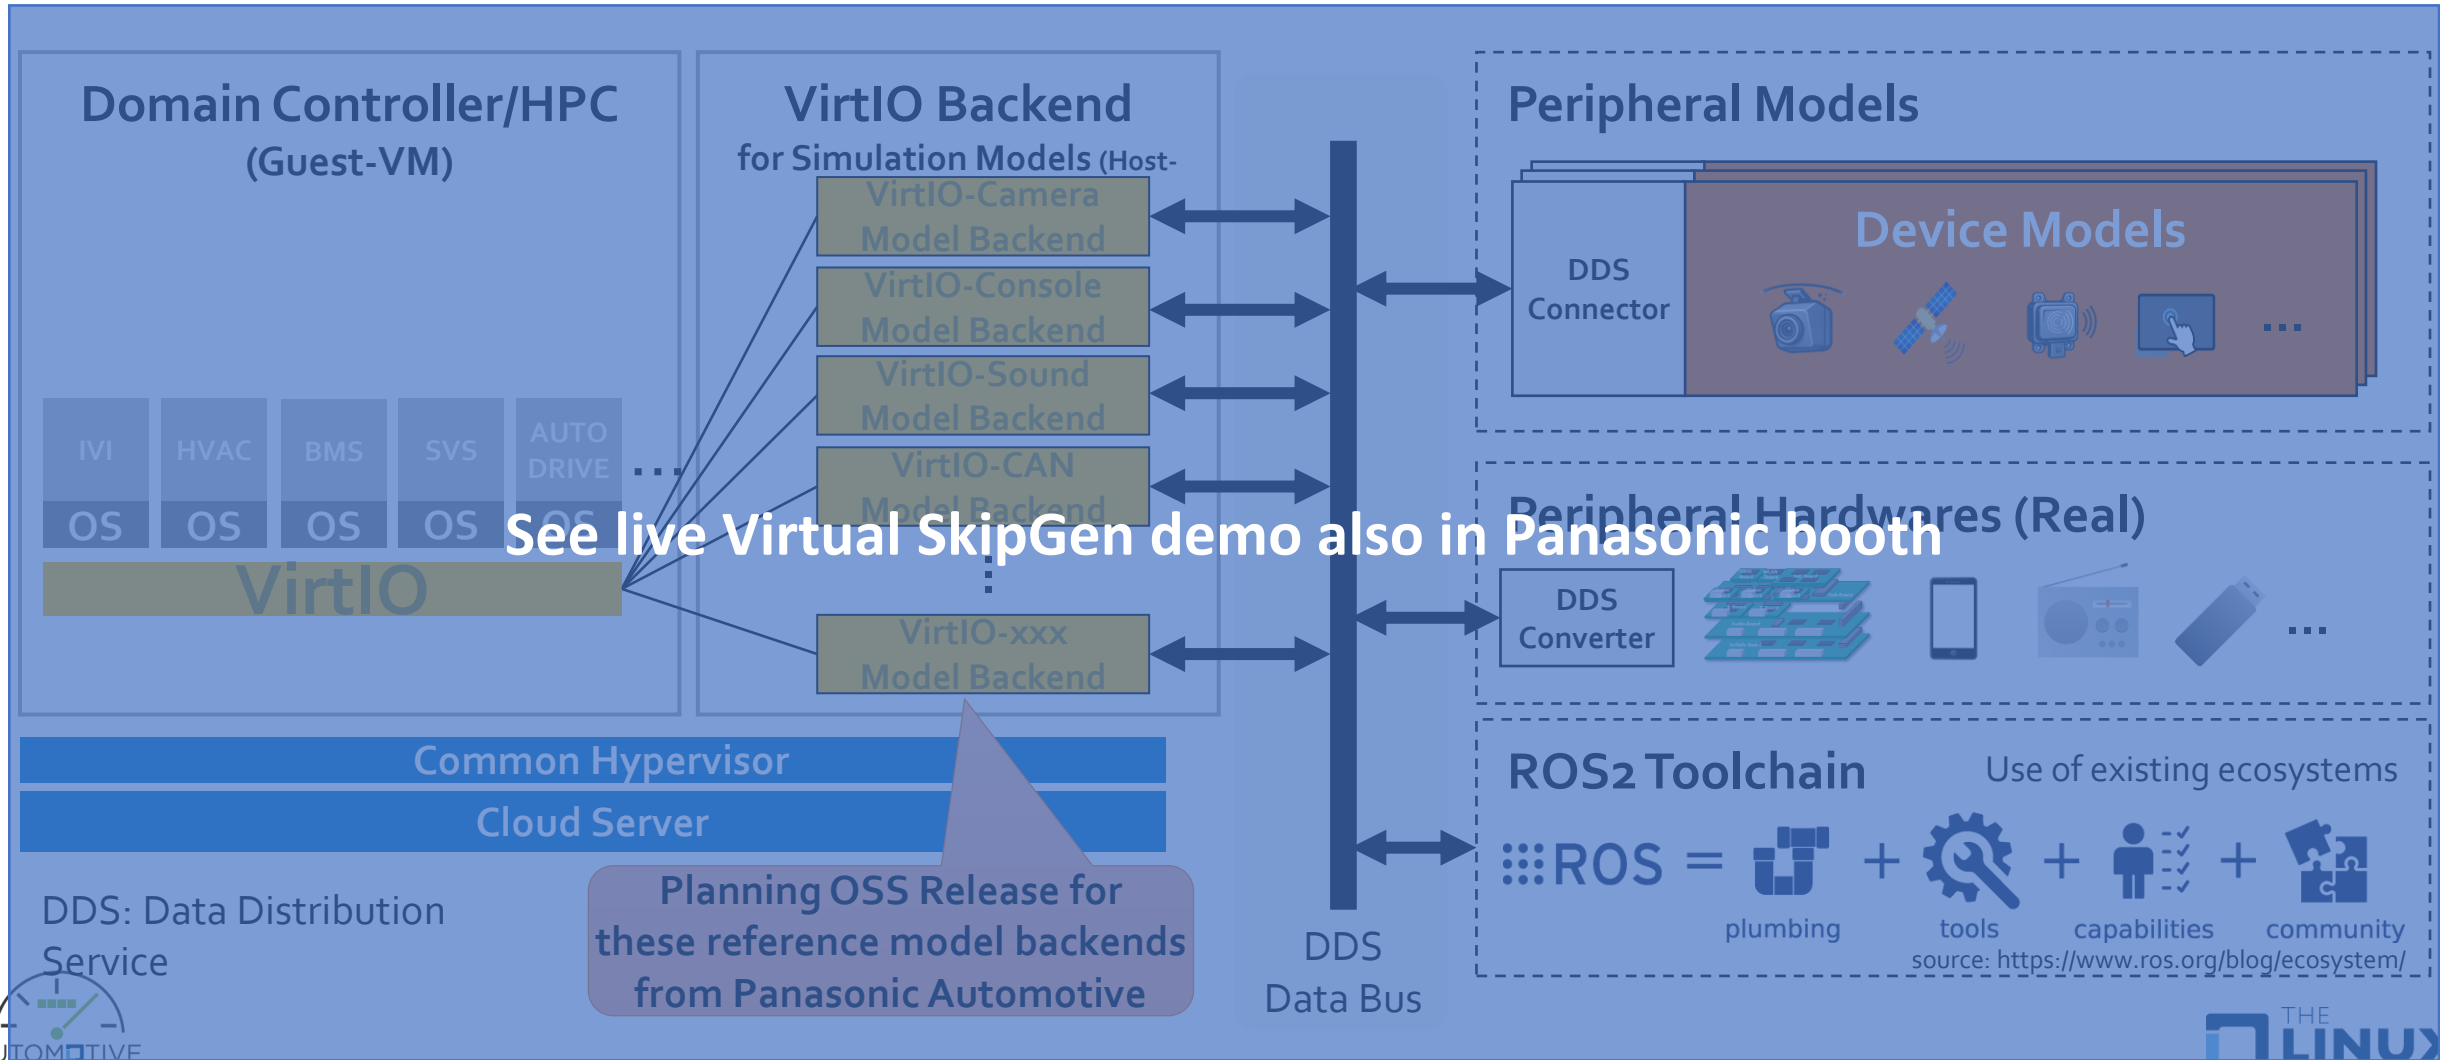 Domain Controller/HPC
(Guest-VM)
IVI
HVAC
BMS
SVS
AUTO
DRIVE
...
OS
OS
OS
OS
OS
VirtIO
VirtIO Backend
for Simulation Models (Host-
VirtIO-Camera
Model Backend
VirtIO-Console
Model Backend
VirtIO-Sound
Model Backend
VirtIO-CAN
Model Backend
VirtIO-xxx
Model Backend
See live Virtual SkipGen demo also in Panasonic booth
Common Hypervisor
Cloud Server
DDS: Data Distribution
Service
Planning OSS Release for
these reference model backends
from Panasonic Automotive
DDS
Data Bus
Peripheral Models
DDS
Connector
Device Models
...
Peripheral Hardwares (Real)
DDS
Converter
...
ROS2 Toolchain
Use of existing ecosystems
ROS = + + +
plumbing
tools
capabilities
community
source: https://www.ros.org/blog/ecosystem/
UTOMOTIVE
THE
LINUX